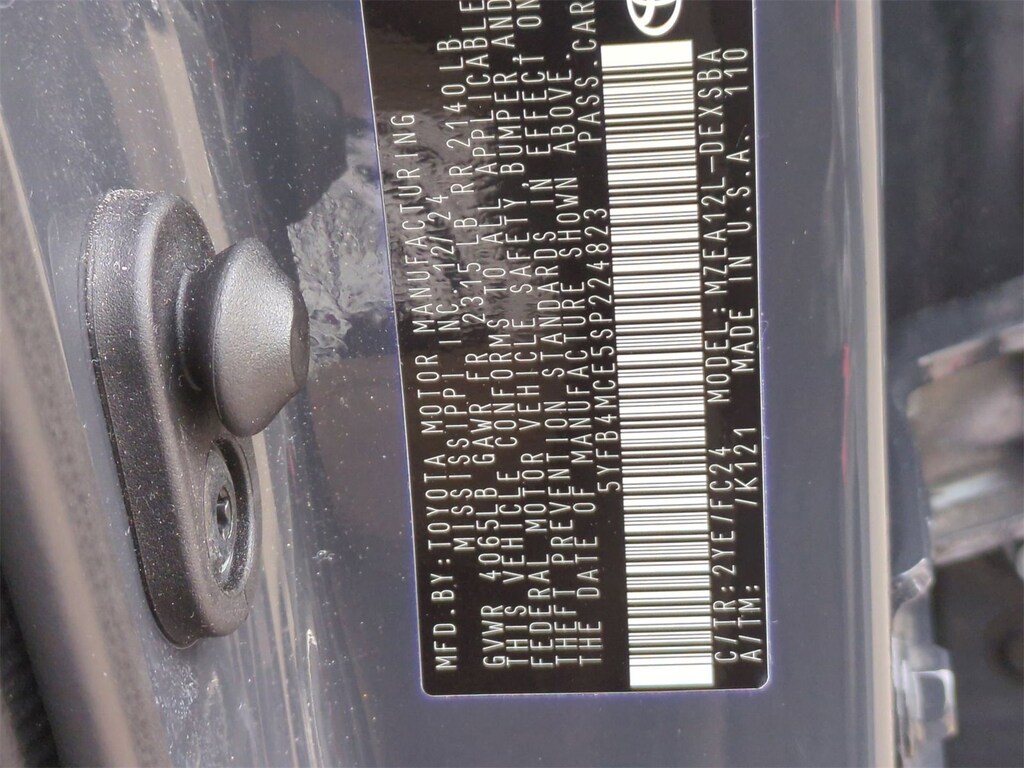 MFD.BY:TOYOTA MOTOR MANUFACTURING
MISSISSIPPI INC 12/24
GVWR 4065LB GAWR FR 2315 LB RR 2140LB
THIS VEHICLE CONFORMS TO ALL APPLICABLE
FEDERAL MOTOR VEHICLE SAFETY, BUMPER, AND
THEFT PREVENTION STANDARDS IN EFFECT ON
THE DATE OF MANUFACTURE SHOWN ABOVE.
5YFB4MCE5SP224823 PASS.CAR
C/TR:2YE/FC24 MODEL:MZEA12L-DEXSBA
A/TM: /K121 MADE IN U.S.A. 110